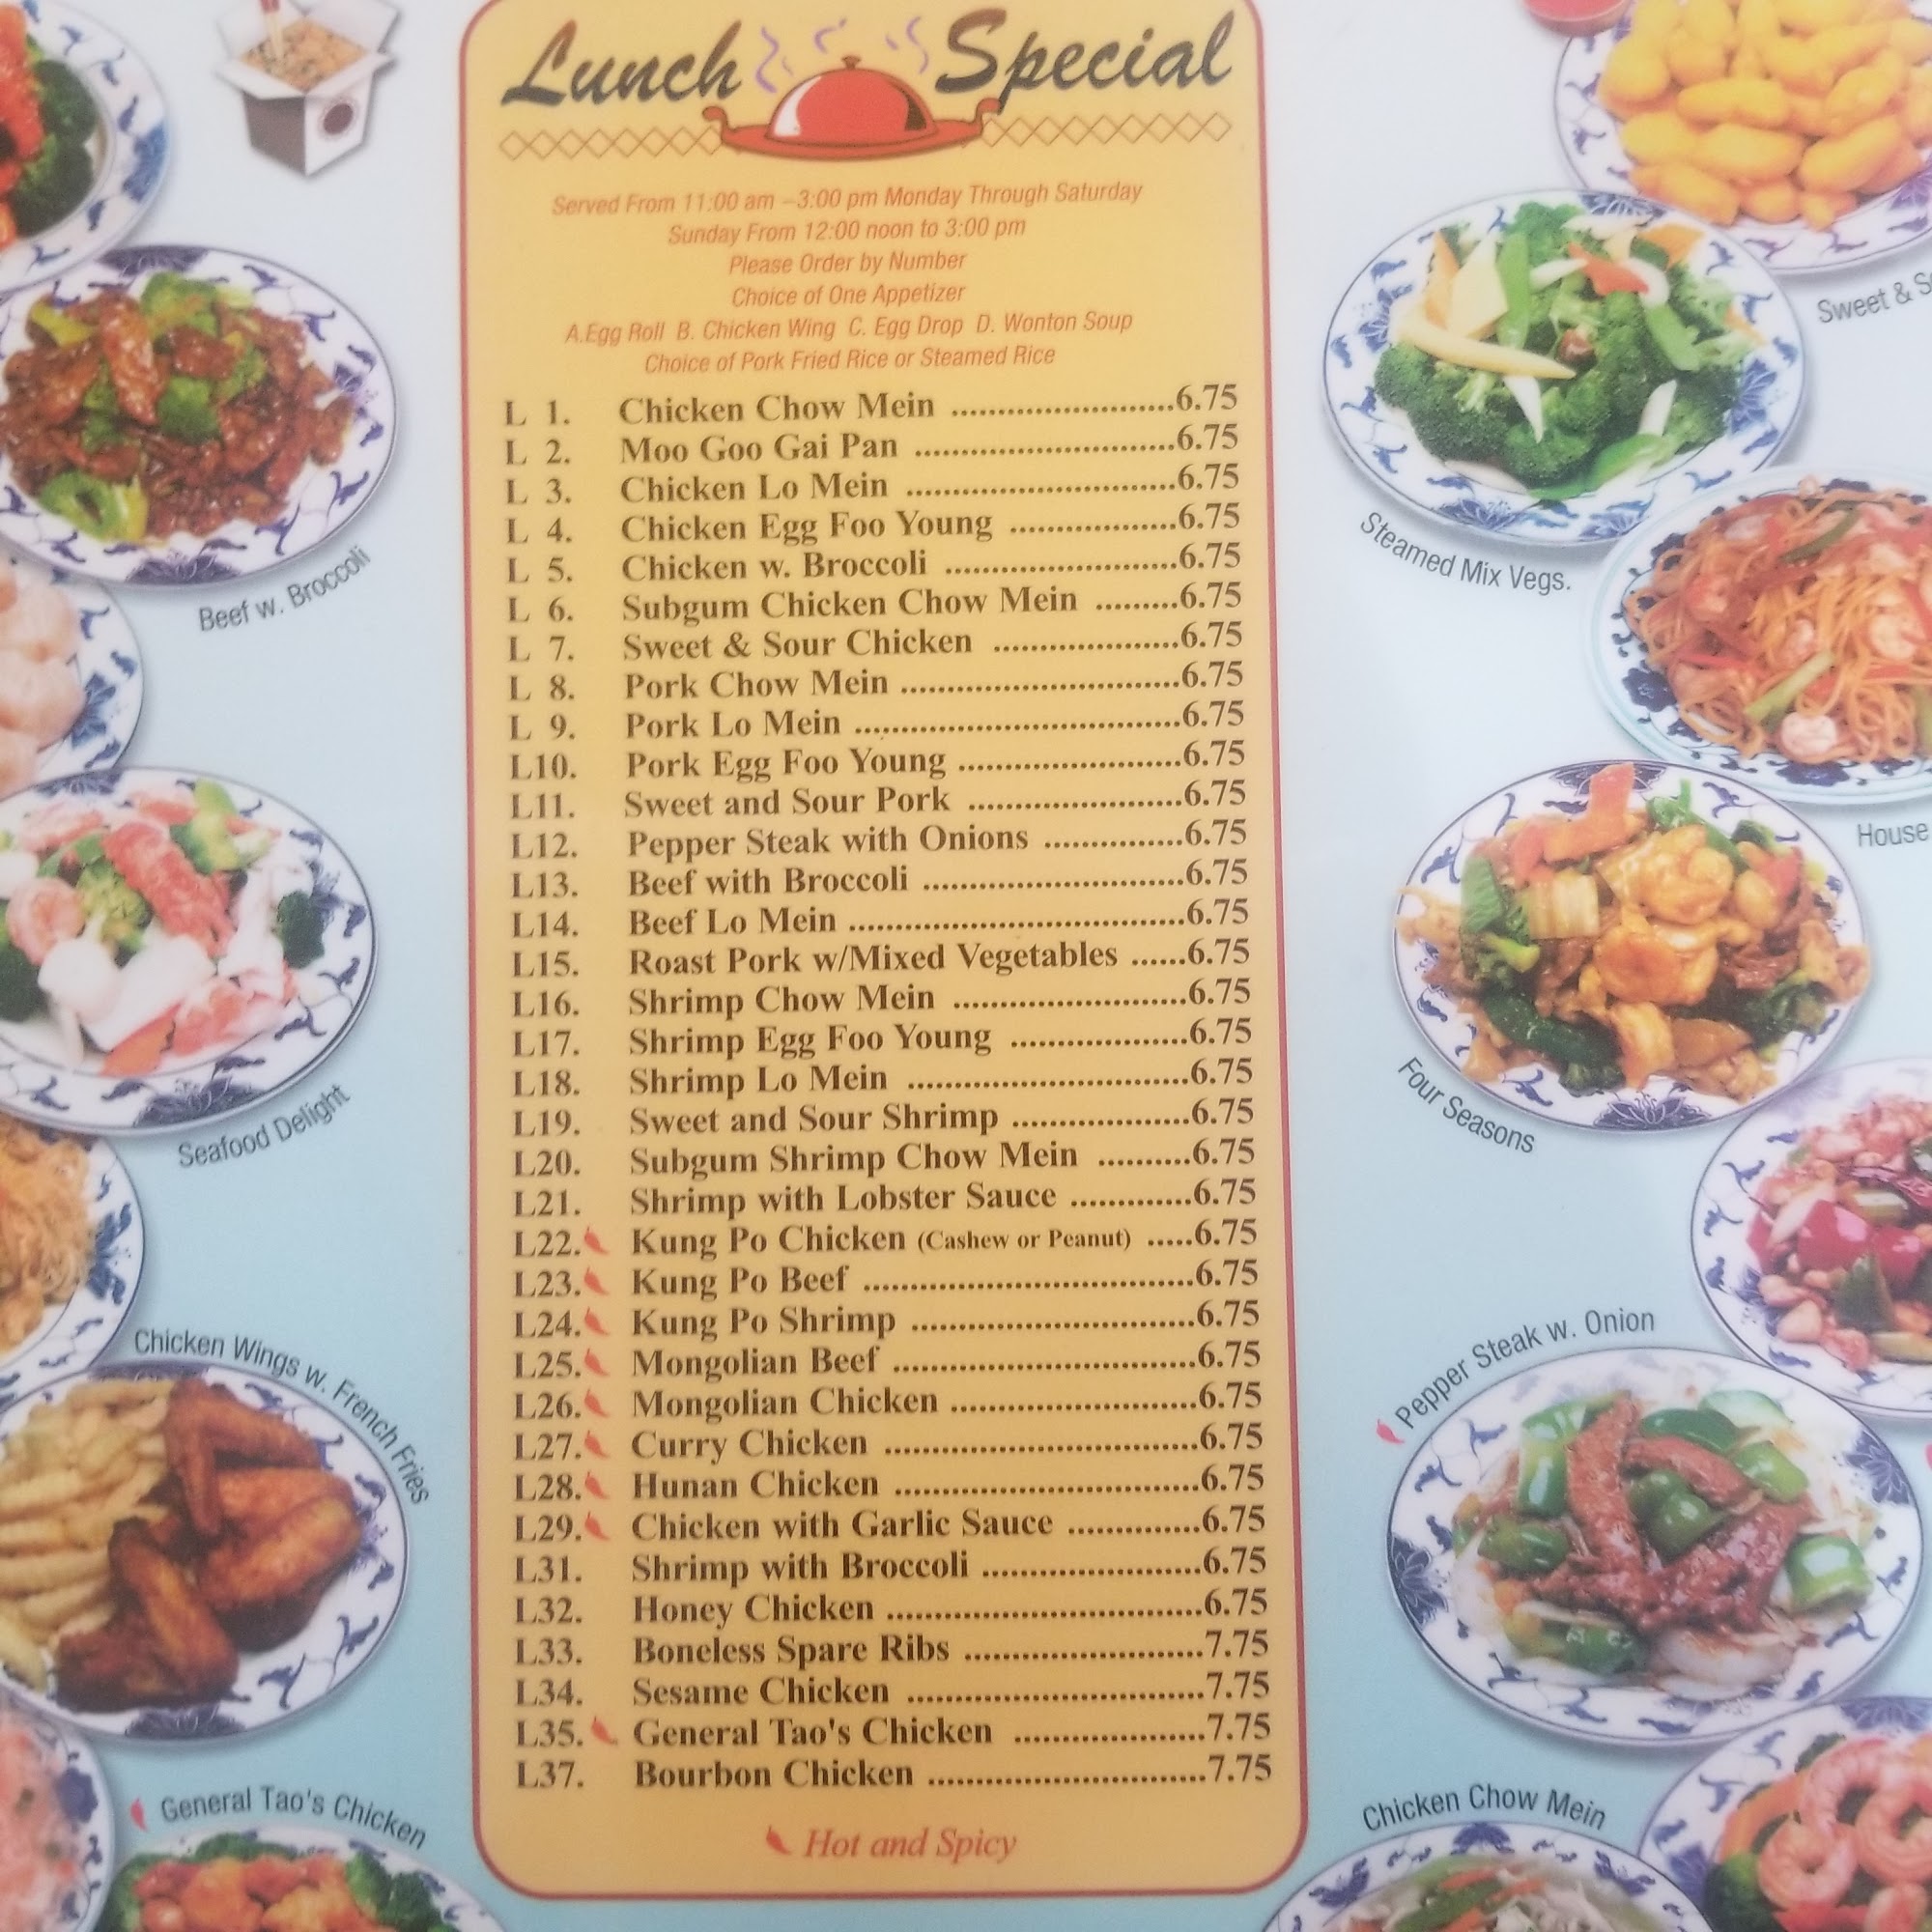 Lunch Special
Served From 11:00 am –3:00 pm Monday Through Saturday
Sunday From 12:00 noon to 3:00 pm
Please Order by Number
Choice of One Appetizer
A.Egg Roll B. Chicken Wing C. Egg Drop D. Wonton Soup
Choice of Pork Fried Rice or Steamed Rice
L 1. Chicken Chow Mein ........................6.75
L 2. Moo Goo Gai Pan ............................6.75
L 3. Chicken Lo Mein .............................6.75
L 4. Chicken Egg Foo Young ..................6.75
L 5. Chicken w. Broccoli .........................6.75
L 6. Subgum Chicken Chow Mein .........6.75
L 7. Sweet & Sour Chicken ....................6.75
L 8. Pork Chow Mein ..............................6.75
L 9. Pork Lo Mein ...................................6.75
L10. Pork Egg Foo Young ........................6.75
L11. Sweet and Sour Pork .......................6.75
L12. Pepper Steak with Onions ...............6.75
L13. Beef with Broccoli ............................6.75
L14. Beef Lo Mein ....................................6.75
L15. Roast Pork w/Mixed Vegetables ......6.75
L16. Shrimp Chow Mein .........................6.75
L17. Shrimp Egg Foo Young ...................6.75
L18. Shrimp Lo Mein ..............................6.75
L19. Sweet and Sour Shrimp ...................6.75
L20. Subgum Shrimp Chow Mein ..........6.75
L21. Shrimp with Lobster Sauce .............6.75
L22. Kung Po Chicken (Cashew or Peanut) .....6.75
L23. Kung Po Beef ...................................6.75
L24. Kung Po Shrimp ..............................6.75
L25. Mongolian Beef ................................6.75
L26. Mongolian Chicken ..........................6.75
L27. Curry Chicken .................................6.75
L28. Hunan Chicken ................................6.75
L29. Chicken with Garlic Sauce ..............6.75
L31. Shrimp with Broccoli .......................6.75
L32. Honey Chicken .................................6.75
L33. Boneless Spare Ribs .........................7.75
L34. Sesame Chicken ...............................7.75
L35. General Tao's Chicken ....................7.75
L37. Bourbon Chicken .............................7.75
Hot and Spicy
Beef w. Broccoli
Seafood Delight
Chicken Wings w. French Fries
General Tao's Chicken
Sweet &
Steamed Mix Vegs.
House
Four Seasons
Pepper Steak w. Onion
Chicken Chow Mein